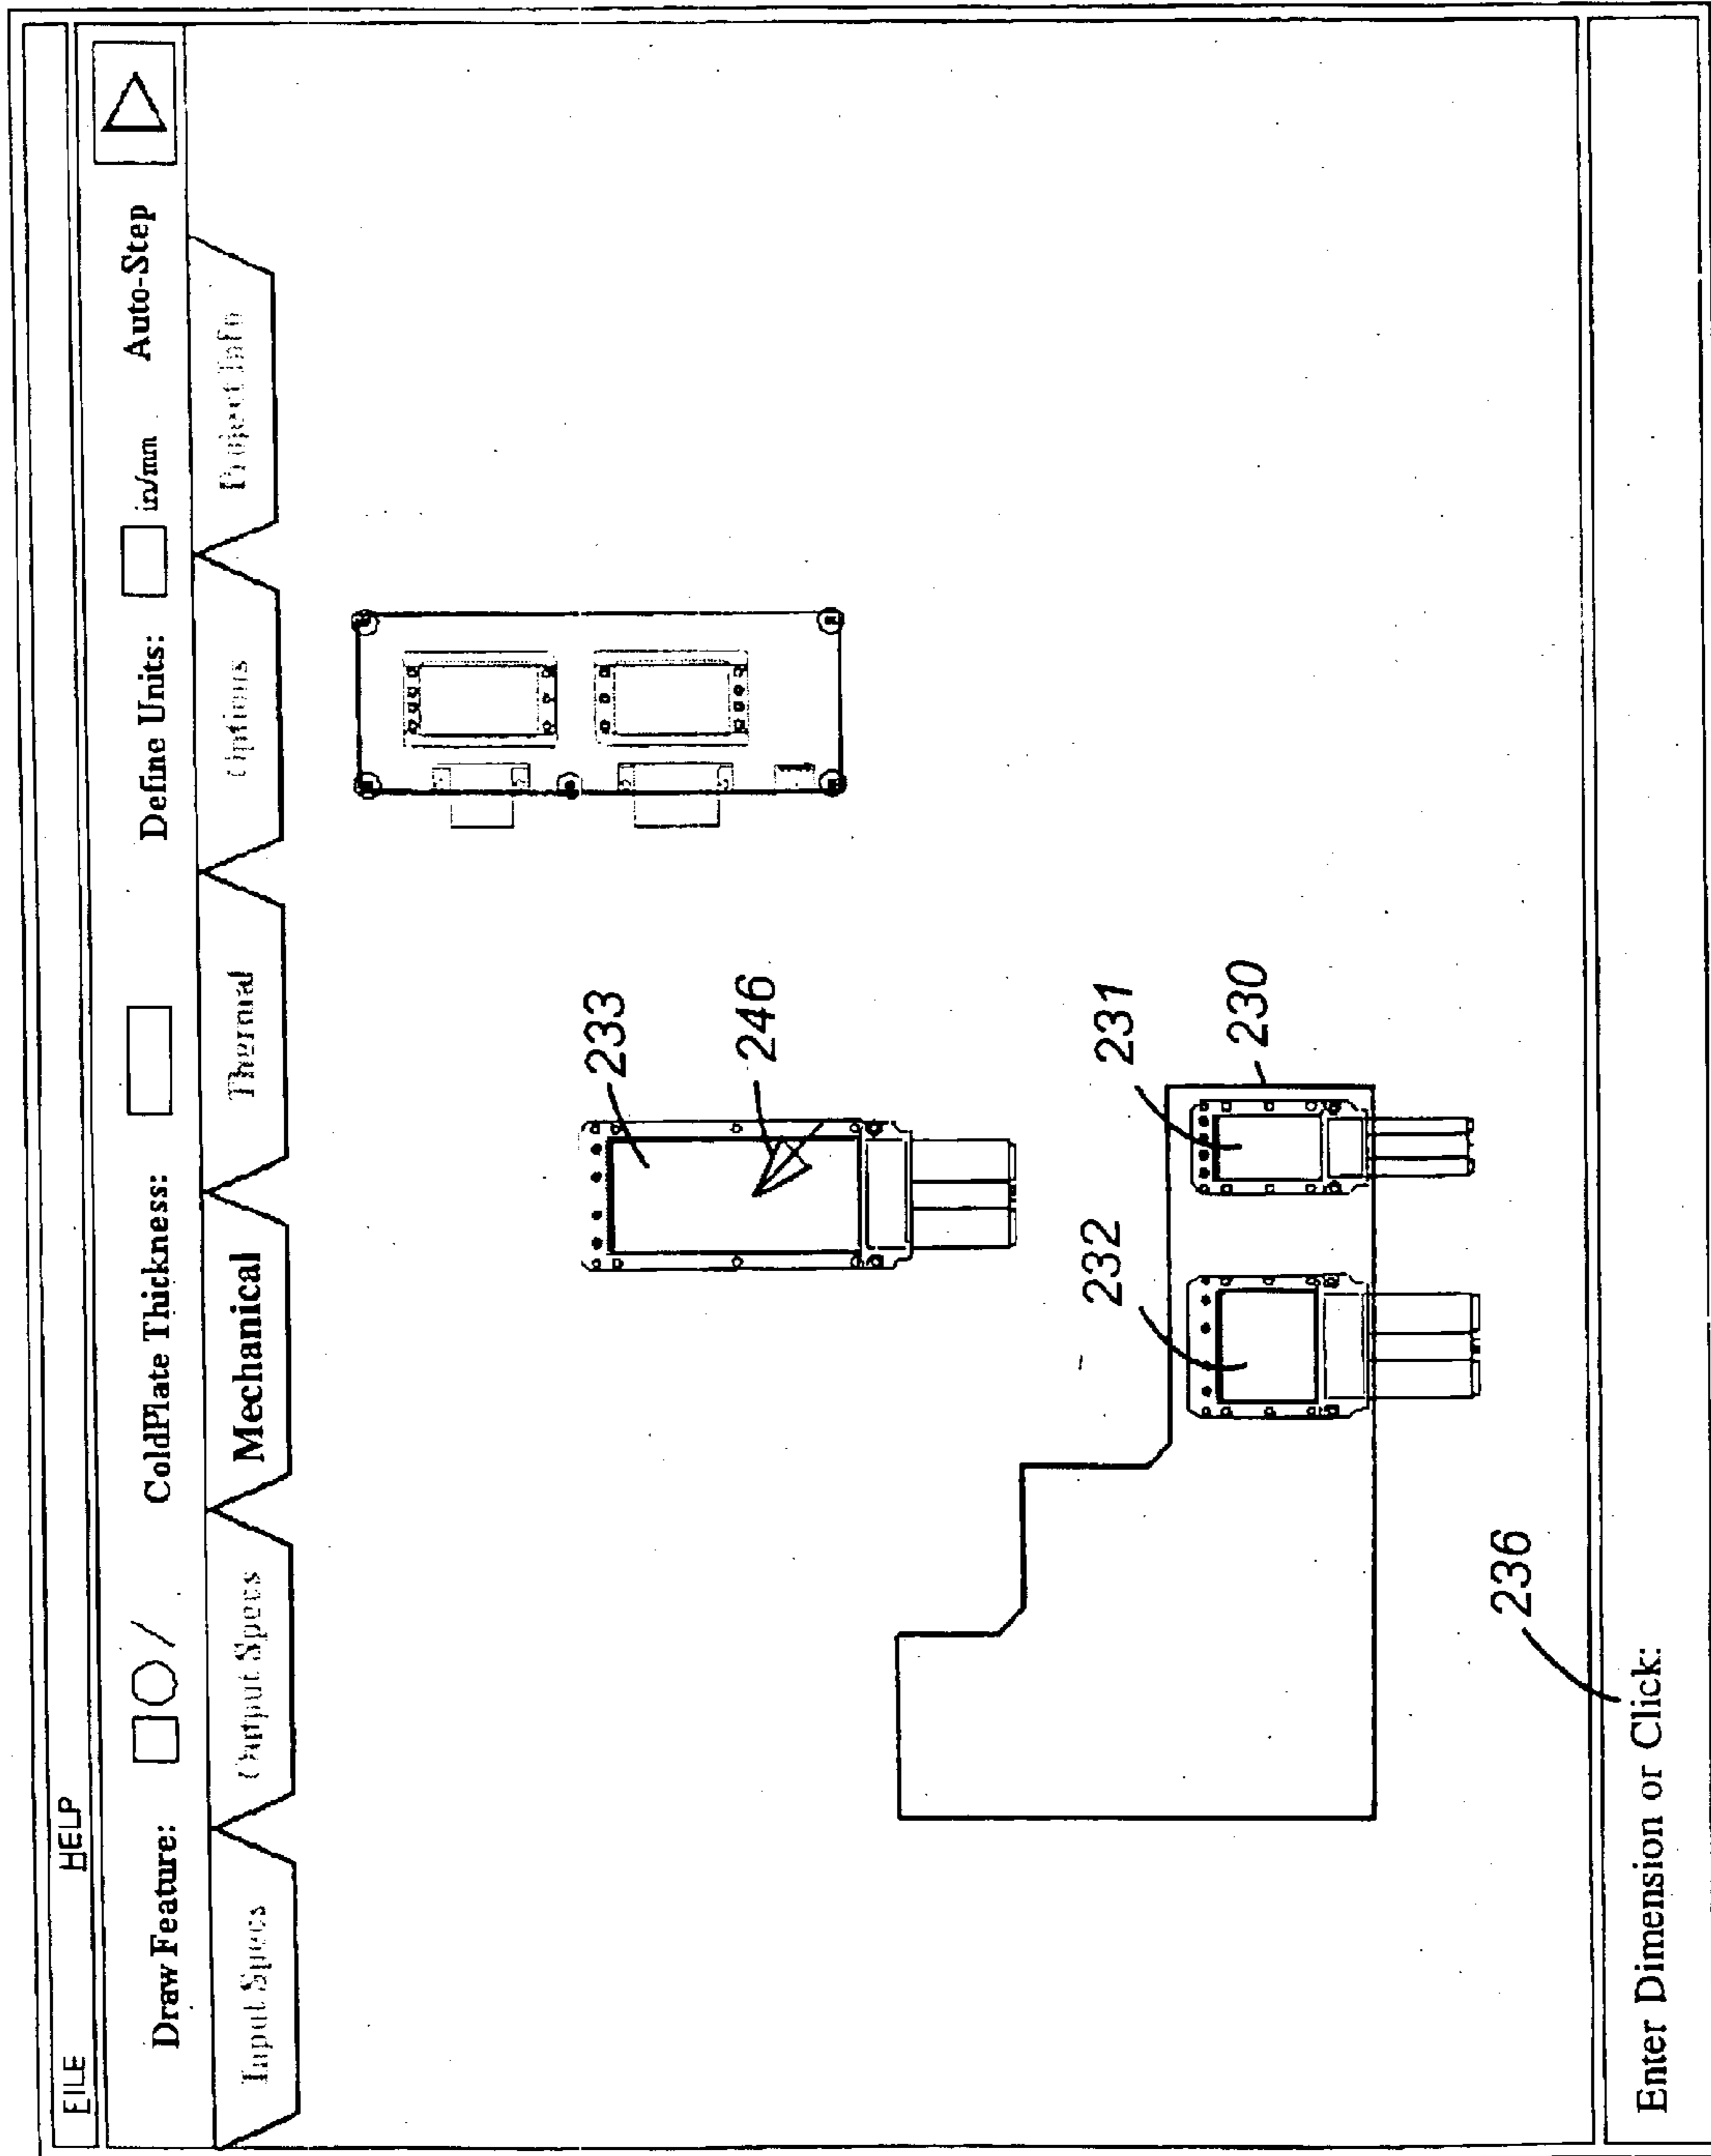 FILE HELP
Draw Feature: ColdPlate Thickness: Define Units: in/mm Auto-Step
Input Specs Output Specs Mechanical Thermal Options Project Info
233
246
231
232
230
236
Enter Dimension or Click: